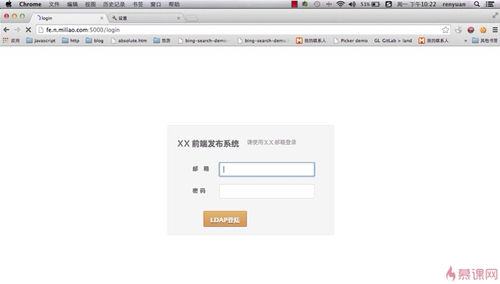 Chrome 文件 编辑 视图 历史记录 书签 窗口 帮助 中 51% 周一下午10:22 renyuan
login 设置
fe.n.miliao.com:5000/login
应用 javascript http 旅游 absolute.htm bing-search-demo bing-search-demo 我的联系人 Picker demo GL GitLab > land 我的联系人 其他书签
XX 前端发布系统 请使用XX邮箱登录
邮 箱
密 码
LDAP登陆
慕课网